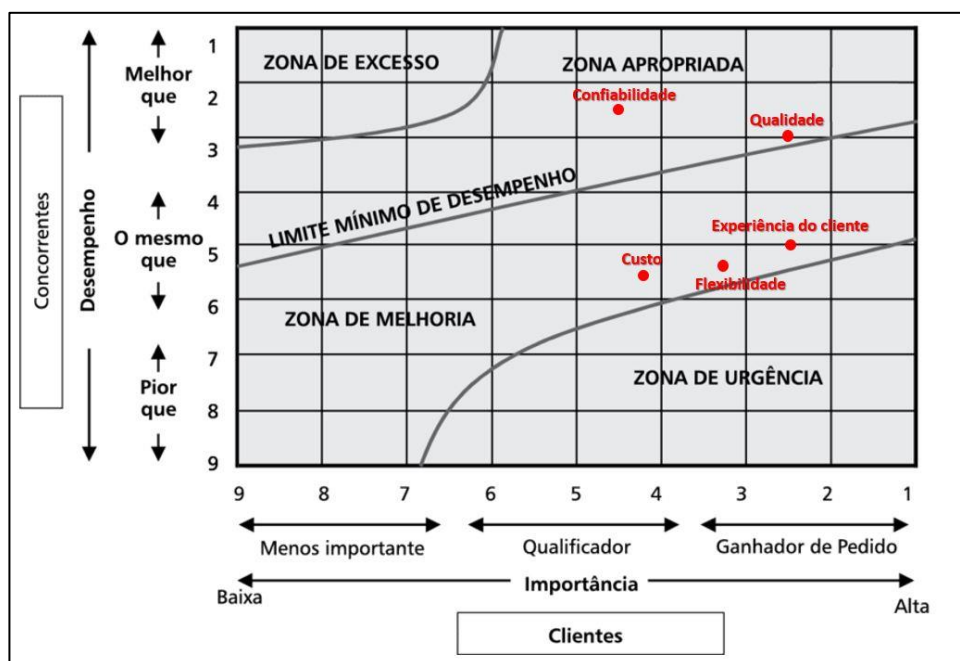 ZONA DE EXCESSO
ZONA APROPRIADA
Confiabilidade
Qualidade
LIMITE MÍNIMO DE DESEMPENHO
Experiência do cliente
Custo
Flexibilidade
ZONA DE MELHORIA
ZONA DE URGÊNCIA
Concorrentes
Desempenho
Melhor
que
O mesmo
que
Pior
que
1
2
3
4
5
6
7
8
9
9 8 7 6 5 4 3 2 1
Menos importante
Qualificador
Ganhador de Pedido
Baixa
Importância
Alta
Clientes